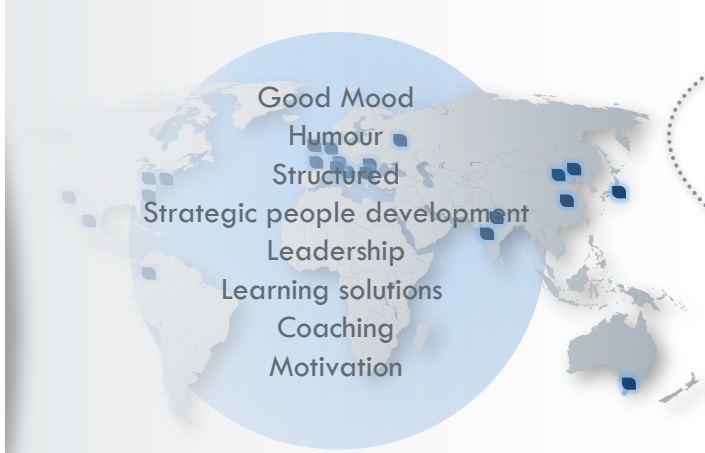 Good Mood
Humour
Structured
Strategic people development
Leadership
Learning solutions
Coaching
Motivation